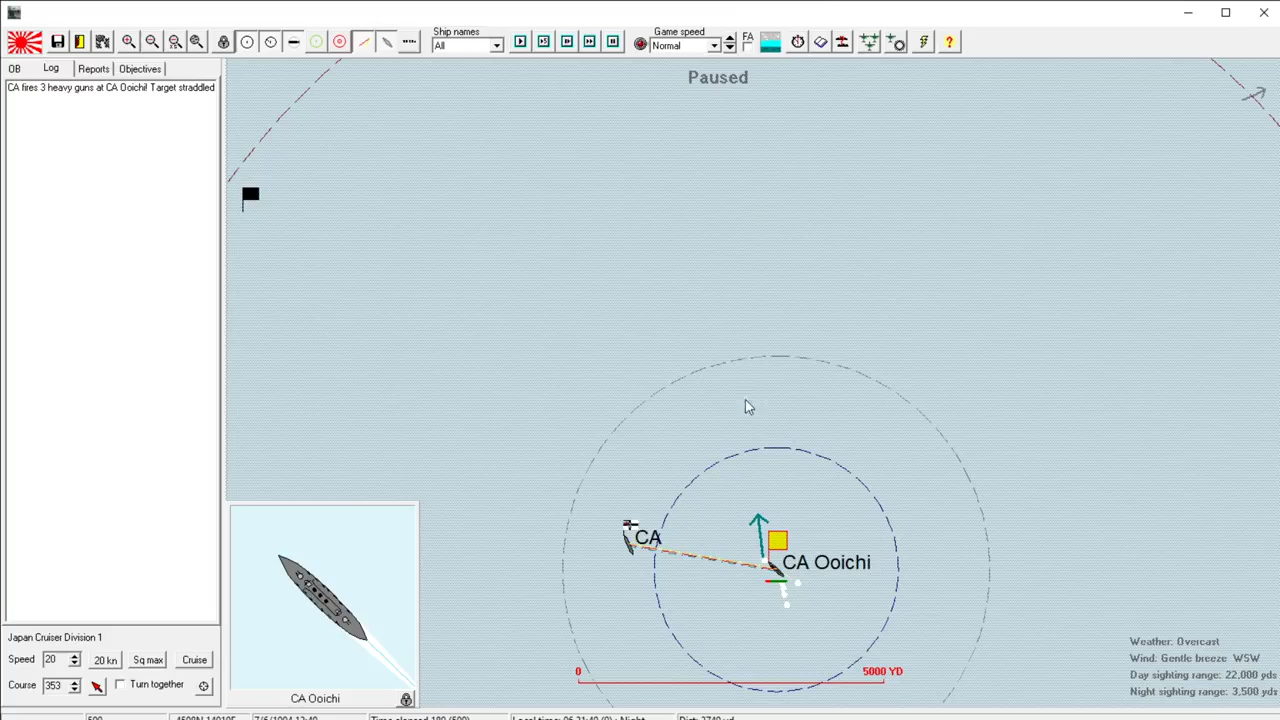 Ship names
All
Game speed
Normal
FA
OB
Log
Reports
Objectives
CA fires 3 heavy guns at CA Ooichi! Target straddled
Paused
CA
CA Ooichi
0
5000 YD
Weather: Overcast
Wind: Gentle breeze WSW
Day sighting range: 22,000 yds
Night sighting range: 3,500 yds
Japan Cruiser Division 1
Speed
20
20 kn
Sq max
Cruise
Course
353
Turn together
CA Ooichi